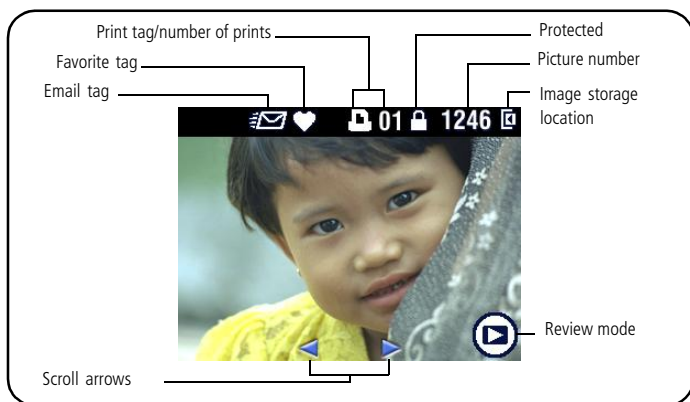 Print tag/number of prints
Protected
Favorite tag
Picture number
Email tag
Image storage
location
01 1246
Review mode
Scroll arrows